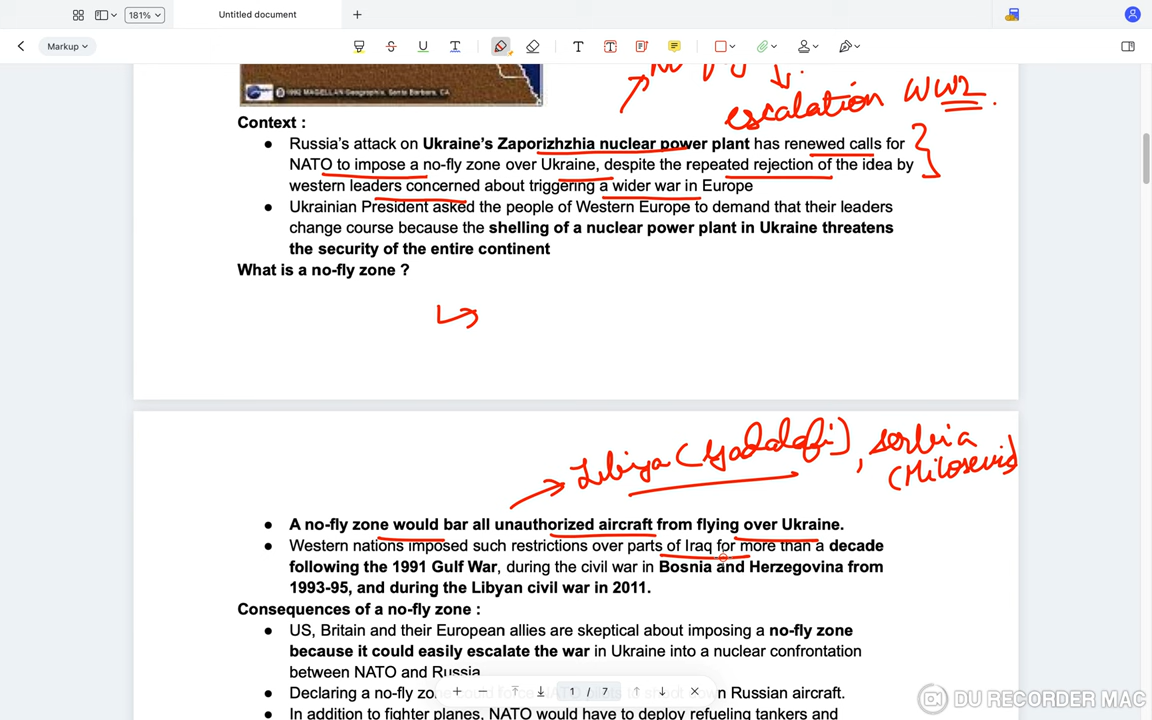 181%
Untitled document
Markup
© 1992 MAGELLAN Geographix, Santa Barbara, CA
escalation WW2.
Context :
Russia's attack on Ukraine's Zaporizhzhia nuclear power plant has renewed calls for
NATO to impose a no-fly zone over Ukraine, despite the repeated rejection of the idea by
western leaders concerned about triggering a wider war in Europe
Ukrainian President asked the people of Western Europe to demand that their leaders
change course because the shelling of a nuclear power plant in Ukraine threatens
the security of the entire continent
What is a no-fly zone ?
Libiya (Gaddafi), serbia
(Milosevis)
A no-fly zone would bar all unauthorized aircraft from flying over Ukraine.
Western nations imposed such restrictions over parts of Iraq for more than a decade
following the 1991 Gulf War, during the civil war in Bosnia and Herzegovina from
1993-95, and during the Libyan civil war in 2011.
Consequences of a no-fly zone :
US, Britain and their European allies are skeptical about imposing a no-fly zone
because it could easily escalate the war in Ukraine into a nuclear confrontation
between NATO and Russia
Declaring a no-fly zone could force NATO pilots to shoot down Russian aircraft.
1 / 7
In addition to fighter planes, NATO would have to deploy refueling tankers and
DU RECORDER MAC